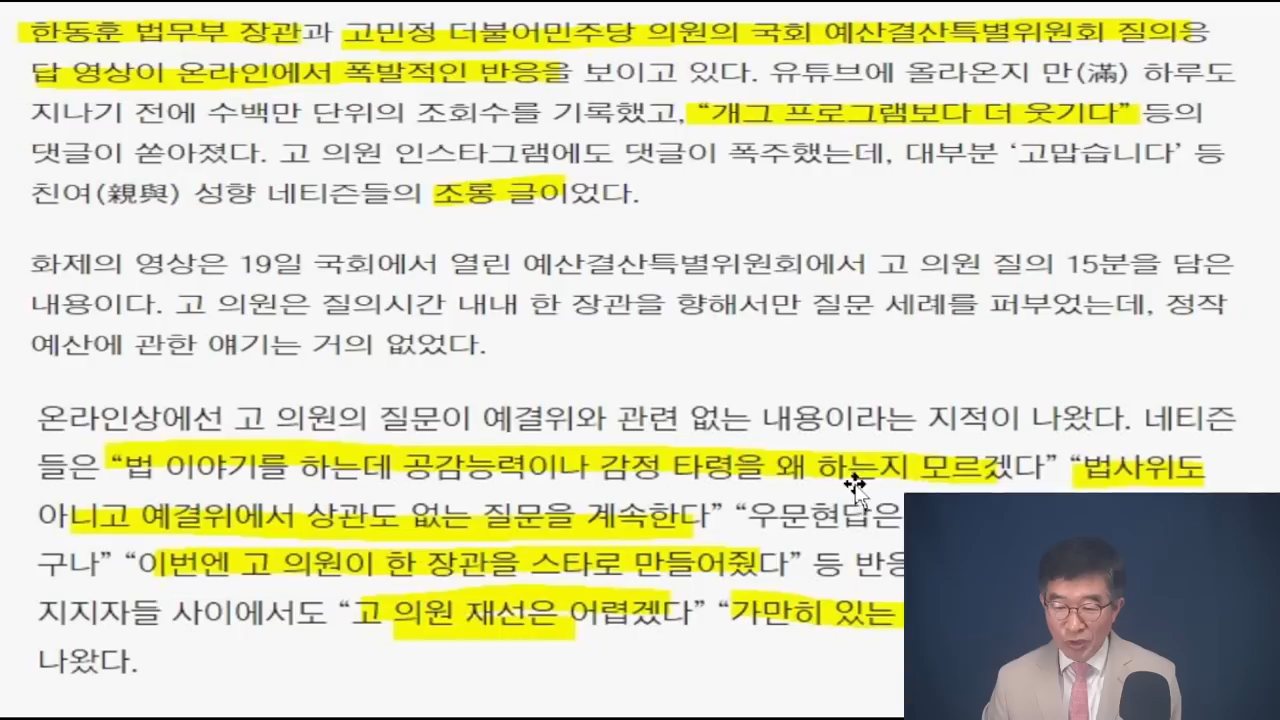 한동훈 법무부 장관과 고민정 더불어민주당 의원의 국회 예산결산특별위원회 질의응
답 영상이 온라인에서 폭발적인 반응을 보이고 있다. 유튜브에 올라온지 만(滿) 하루도
지나기 전에 수백만 단위의 조회수를 기록했고, “개그 프로그램보다 더 웃기다” 등의
댓글이 쏟아졌다. 고 의원 인스타그램에도 댓글이 폭주했는데, 대부분 ‘고맙습니다’ 등
친여(親與) 성향 네티즌들의 조롱 글이었다.
화제의 영상은 19일 국회에서 열린 예산결산특별위원회에서 고 의원 질의 15분을 담은
내용이다. 고 의원은 질의시간 내내 한 장관을 향해서만 질문 세례를 퍼부었는데, 정작
예산에 관한 얘기는 거의 없었다.
온라인상에선 고 의원의 질문이 예결위와 관련 없는 내용이라는 지적이 나왔다. 네티즌
들은 “법 이야기를 하는데 공감능력이나 감정 타령을 왜 하는지 모르겠다” “법사위도
아니고 예결위에서 상관도 없는 질문을 계속한다” “우문현답은
구나” “이번엔 고 의원이 한 장관을 스타로 만들어줬다” 등 반응
지지자들 사이에서도 “고 의원 재선은 어렵겠다” “가만히 있는
나왔다.